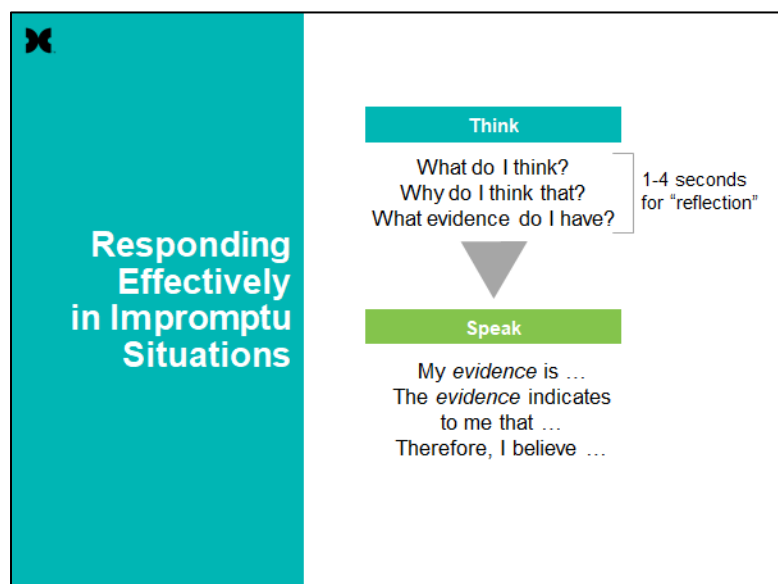 Responding
Effectively
in Impromptu
Situations
Think
What do I think?
Why do I think that?
What evidence do I have?
1-4 seconds
for “reflection”
Speak
My evidence is …
The evidence indicates
to me that …
Therefore, I believe …